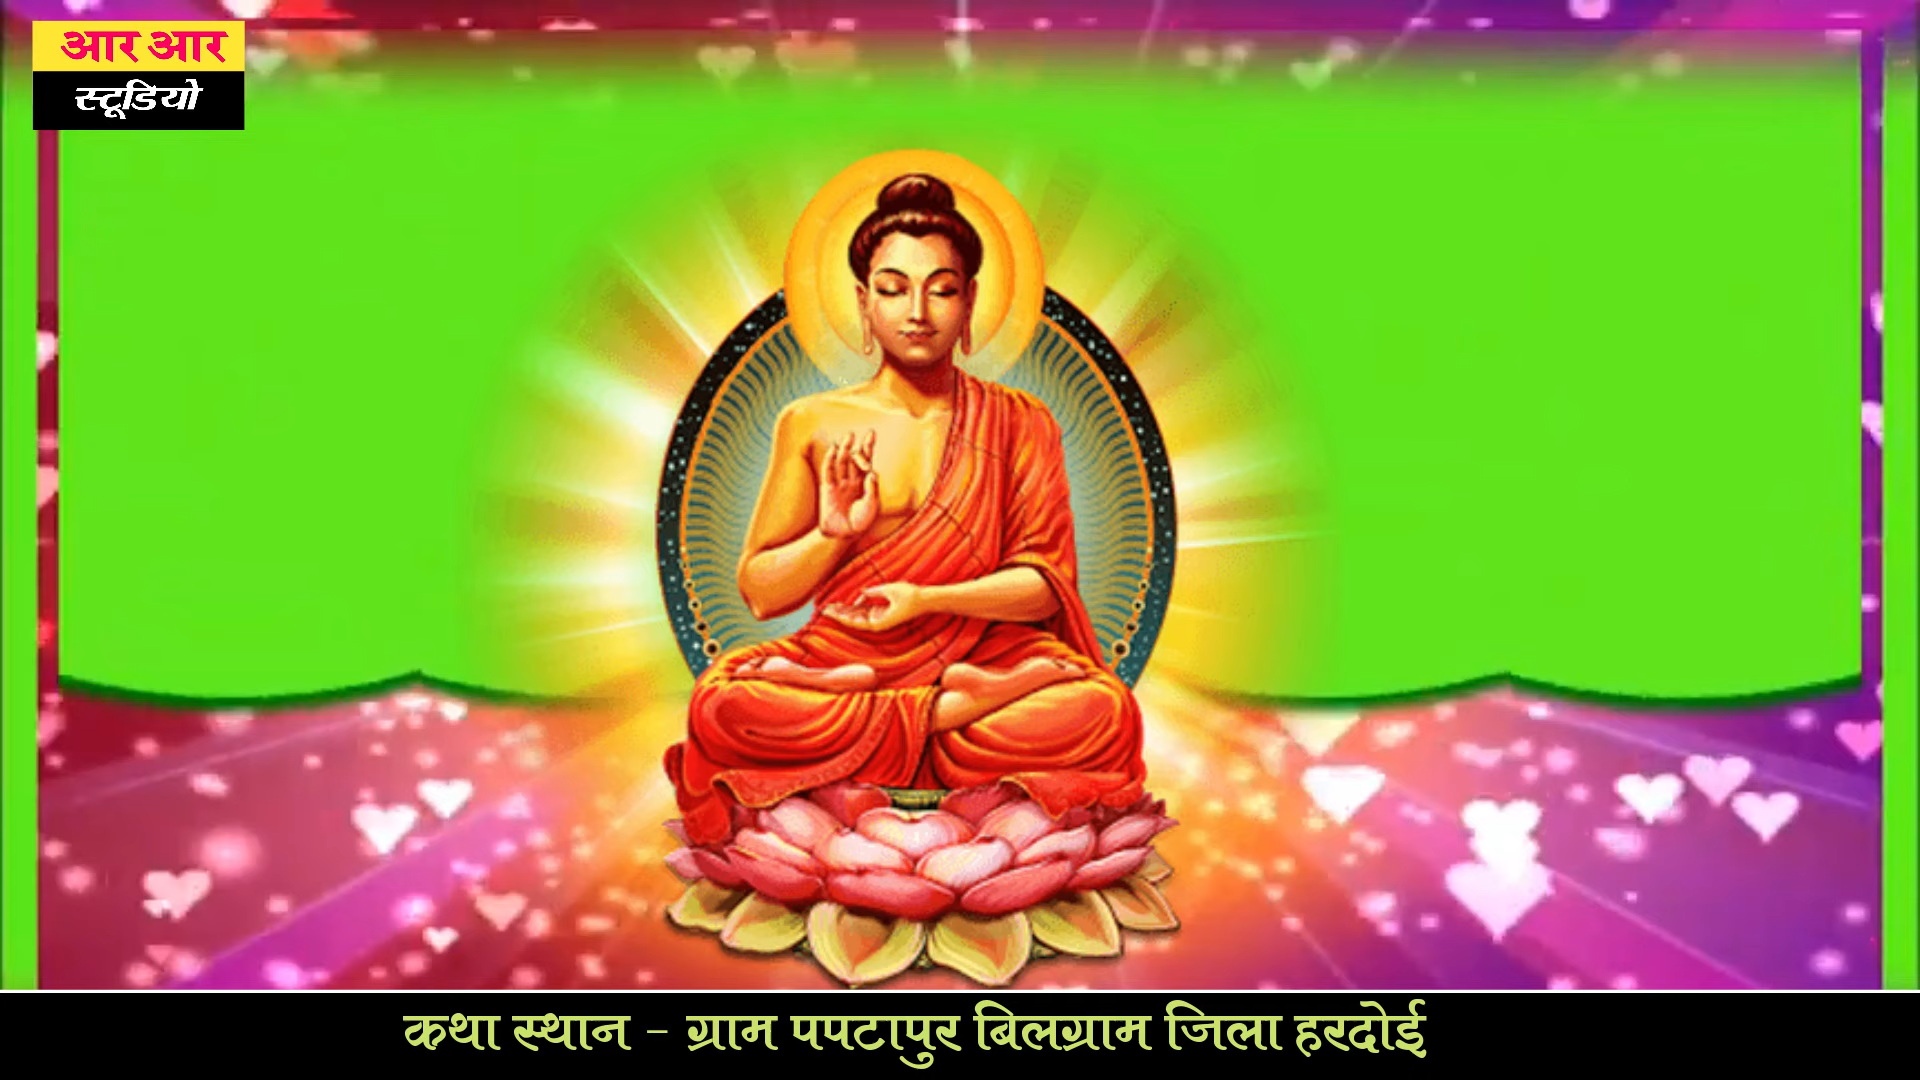 आर आर
स्टूडियो
कथा स्थान - ग्राम पपटापुर बिलग्राम जिला हरदोई